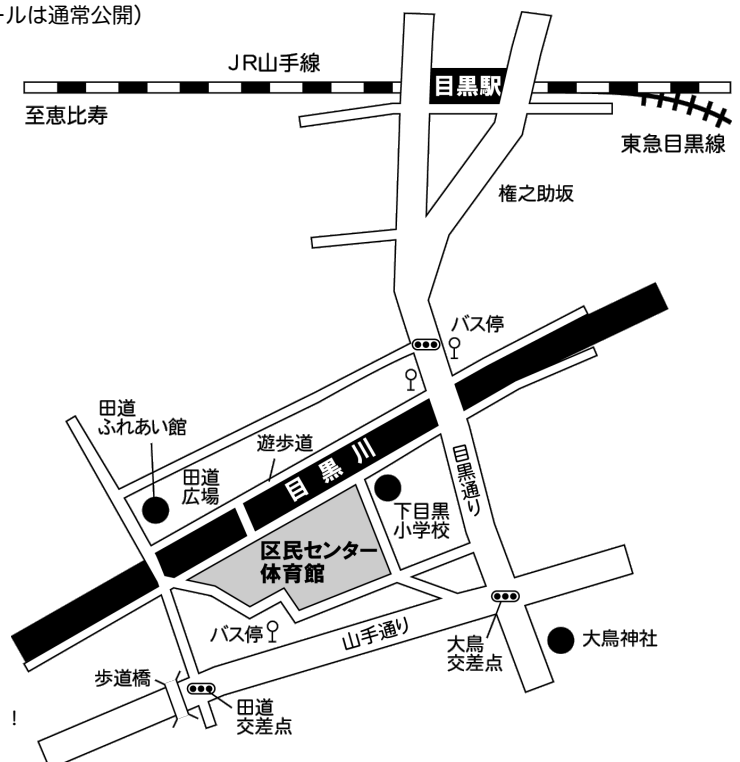 ールは通常公開）
JR山手線
目黒駅
至恵比寿
東急目黒線
権之助坂
バス停
田道
ふれあい館
遊歩道
田道
広場
目黒川
目黒通り
下目黒
小学校
区民センター
体育館
バス停
山手通り
大鳥
交差点
大鳥神社
歩道橋
田道
交差点
！